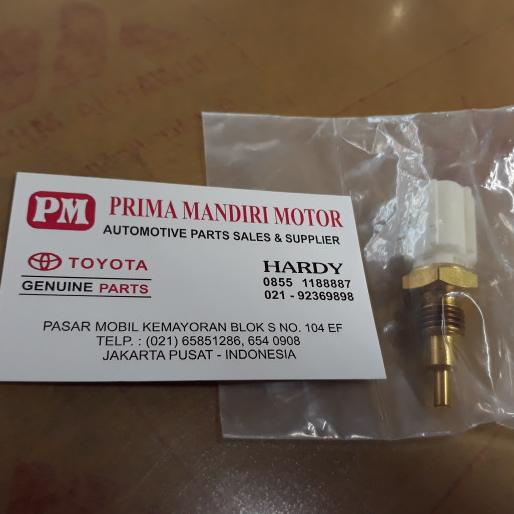 PM PRIMA MANDIRI MOTOR
AUTOMOTIVE PARTS SALES & SUPPLIER
TOYOTA
GENUINE PARTS
HARDY
0855 1188887
021 - 92369898
PASAR MOBIL KEMAYORAN BLOK S NO. 104 EF
TELP. : (021) 65851286, 654 0908
JAKARTA PUSAT - INDONESIA